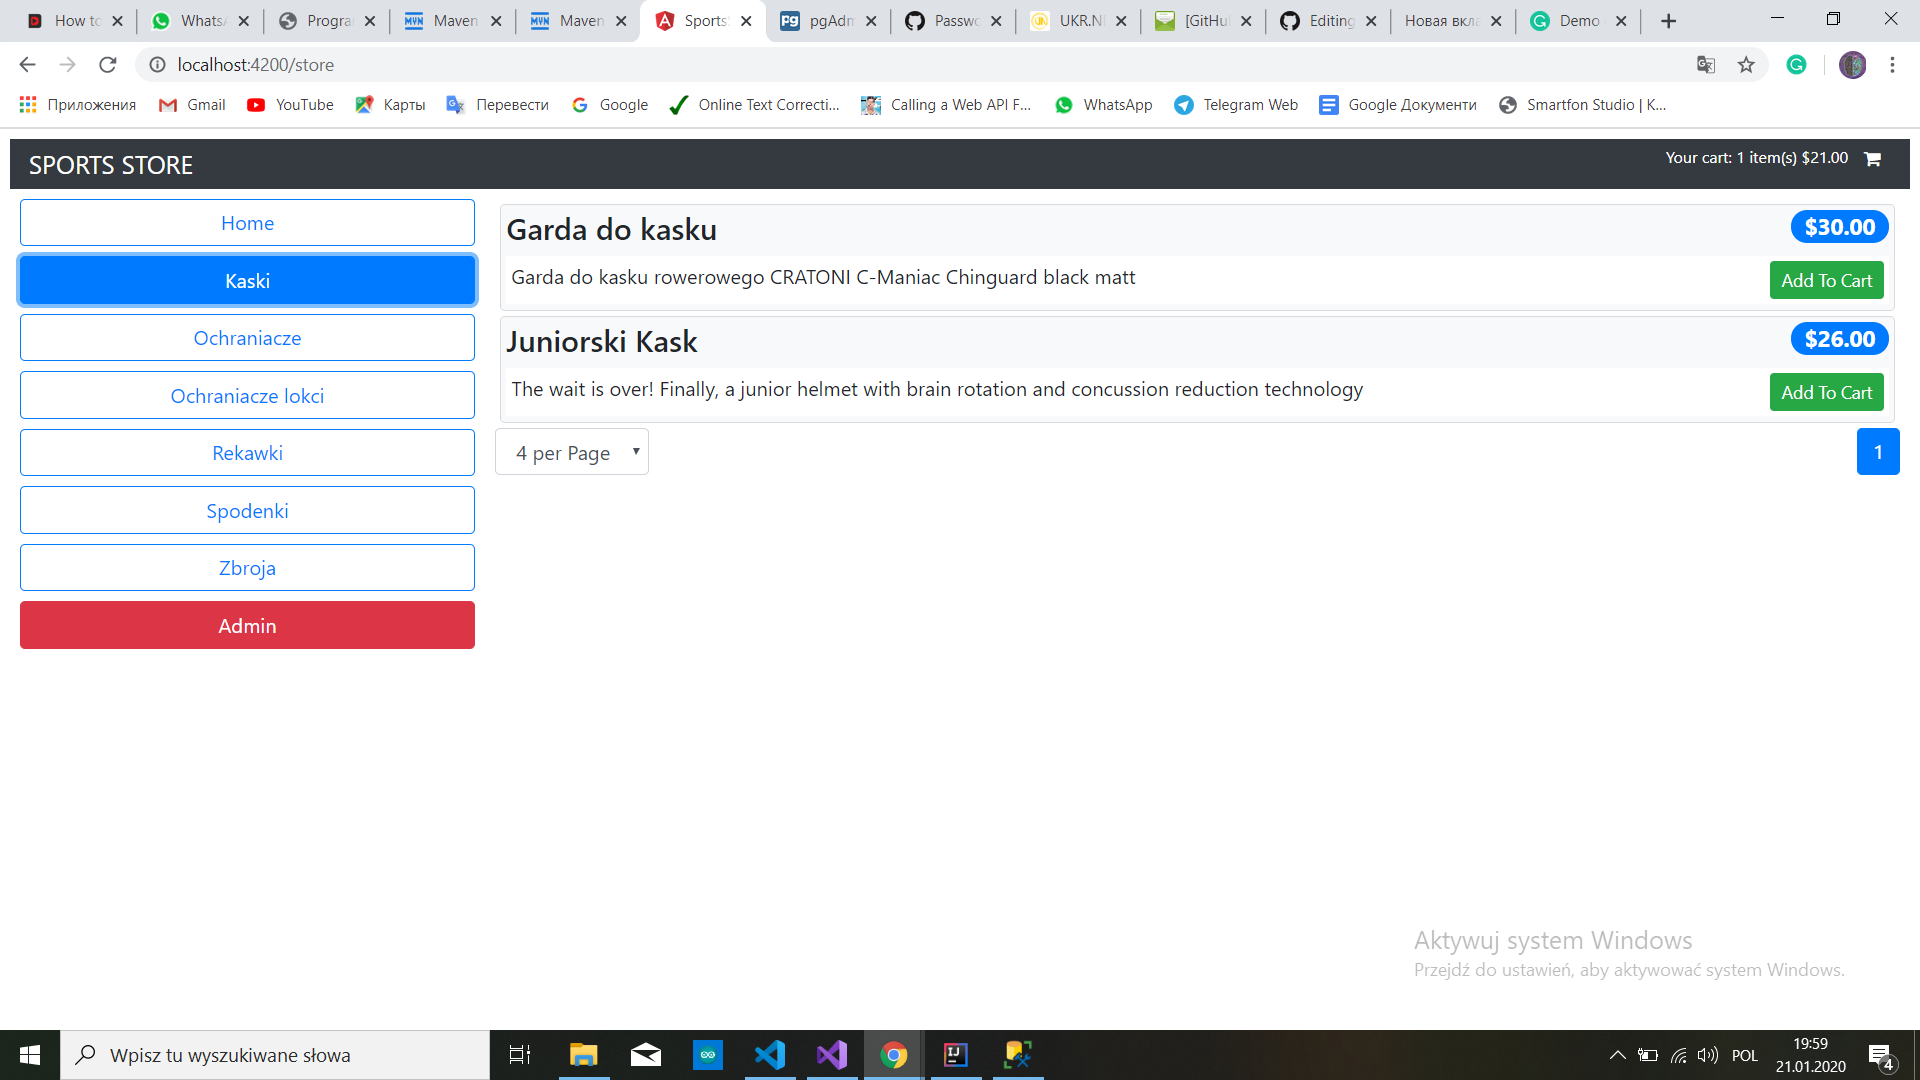 How to
WhatsA
Progra
Maven
Maven
Sports
pgAdm
Passwo
UKR.N
[GitHu
Editing
Новая вкла
Demo
localhost:4200/store
Приложения
Gmail
YouTube
Карты
Перевести
Google
Online Text Correcti...
Calling a Web API F...
WhatsApp
Telegram Web
Google Документи
Smartfon Studio | K...
SPORTS STORE
Your cart: 1 item(s) $21.00
Home
Kaski
Ochraniacze
Ochraniacze lokci
Rekawki
Spodenki
Zbroja
Admin
Garda do kasku
$30.00
Garda do kasku rowerowego CRATONI C-Maniac Chinguard black matt
Add To Cart
Juniorski Kask
$26.00
The wait is over! Finally, a junior helmet with brain rotation and concussion reduction technology
Add To Cart
4 per Page
1
Aktywuj system Windows
Przejdź do ustawień, aby aktywować system Windows.
Wpisz tu wyszukiwane słowa
POL
19:59
21.01.2020
4